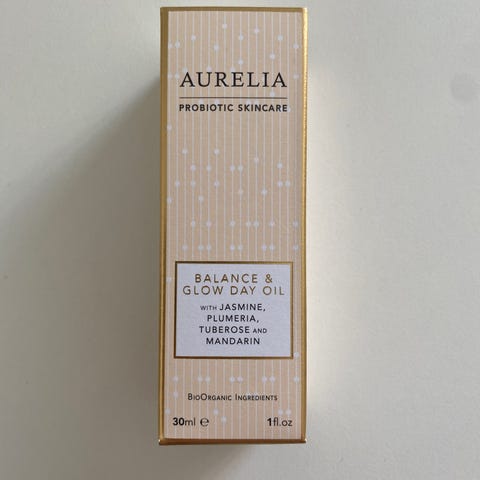 AURELIA
PROBIOTIC SKINCARE
BALANCE &
GLOW DAY OIL
WITH JASMINE,
PLUMERIA,
TUBEROSE AND
MANDARIN
BIOORGANIC INGREDIENTS
30ml ℮ 1fl.oz